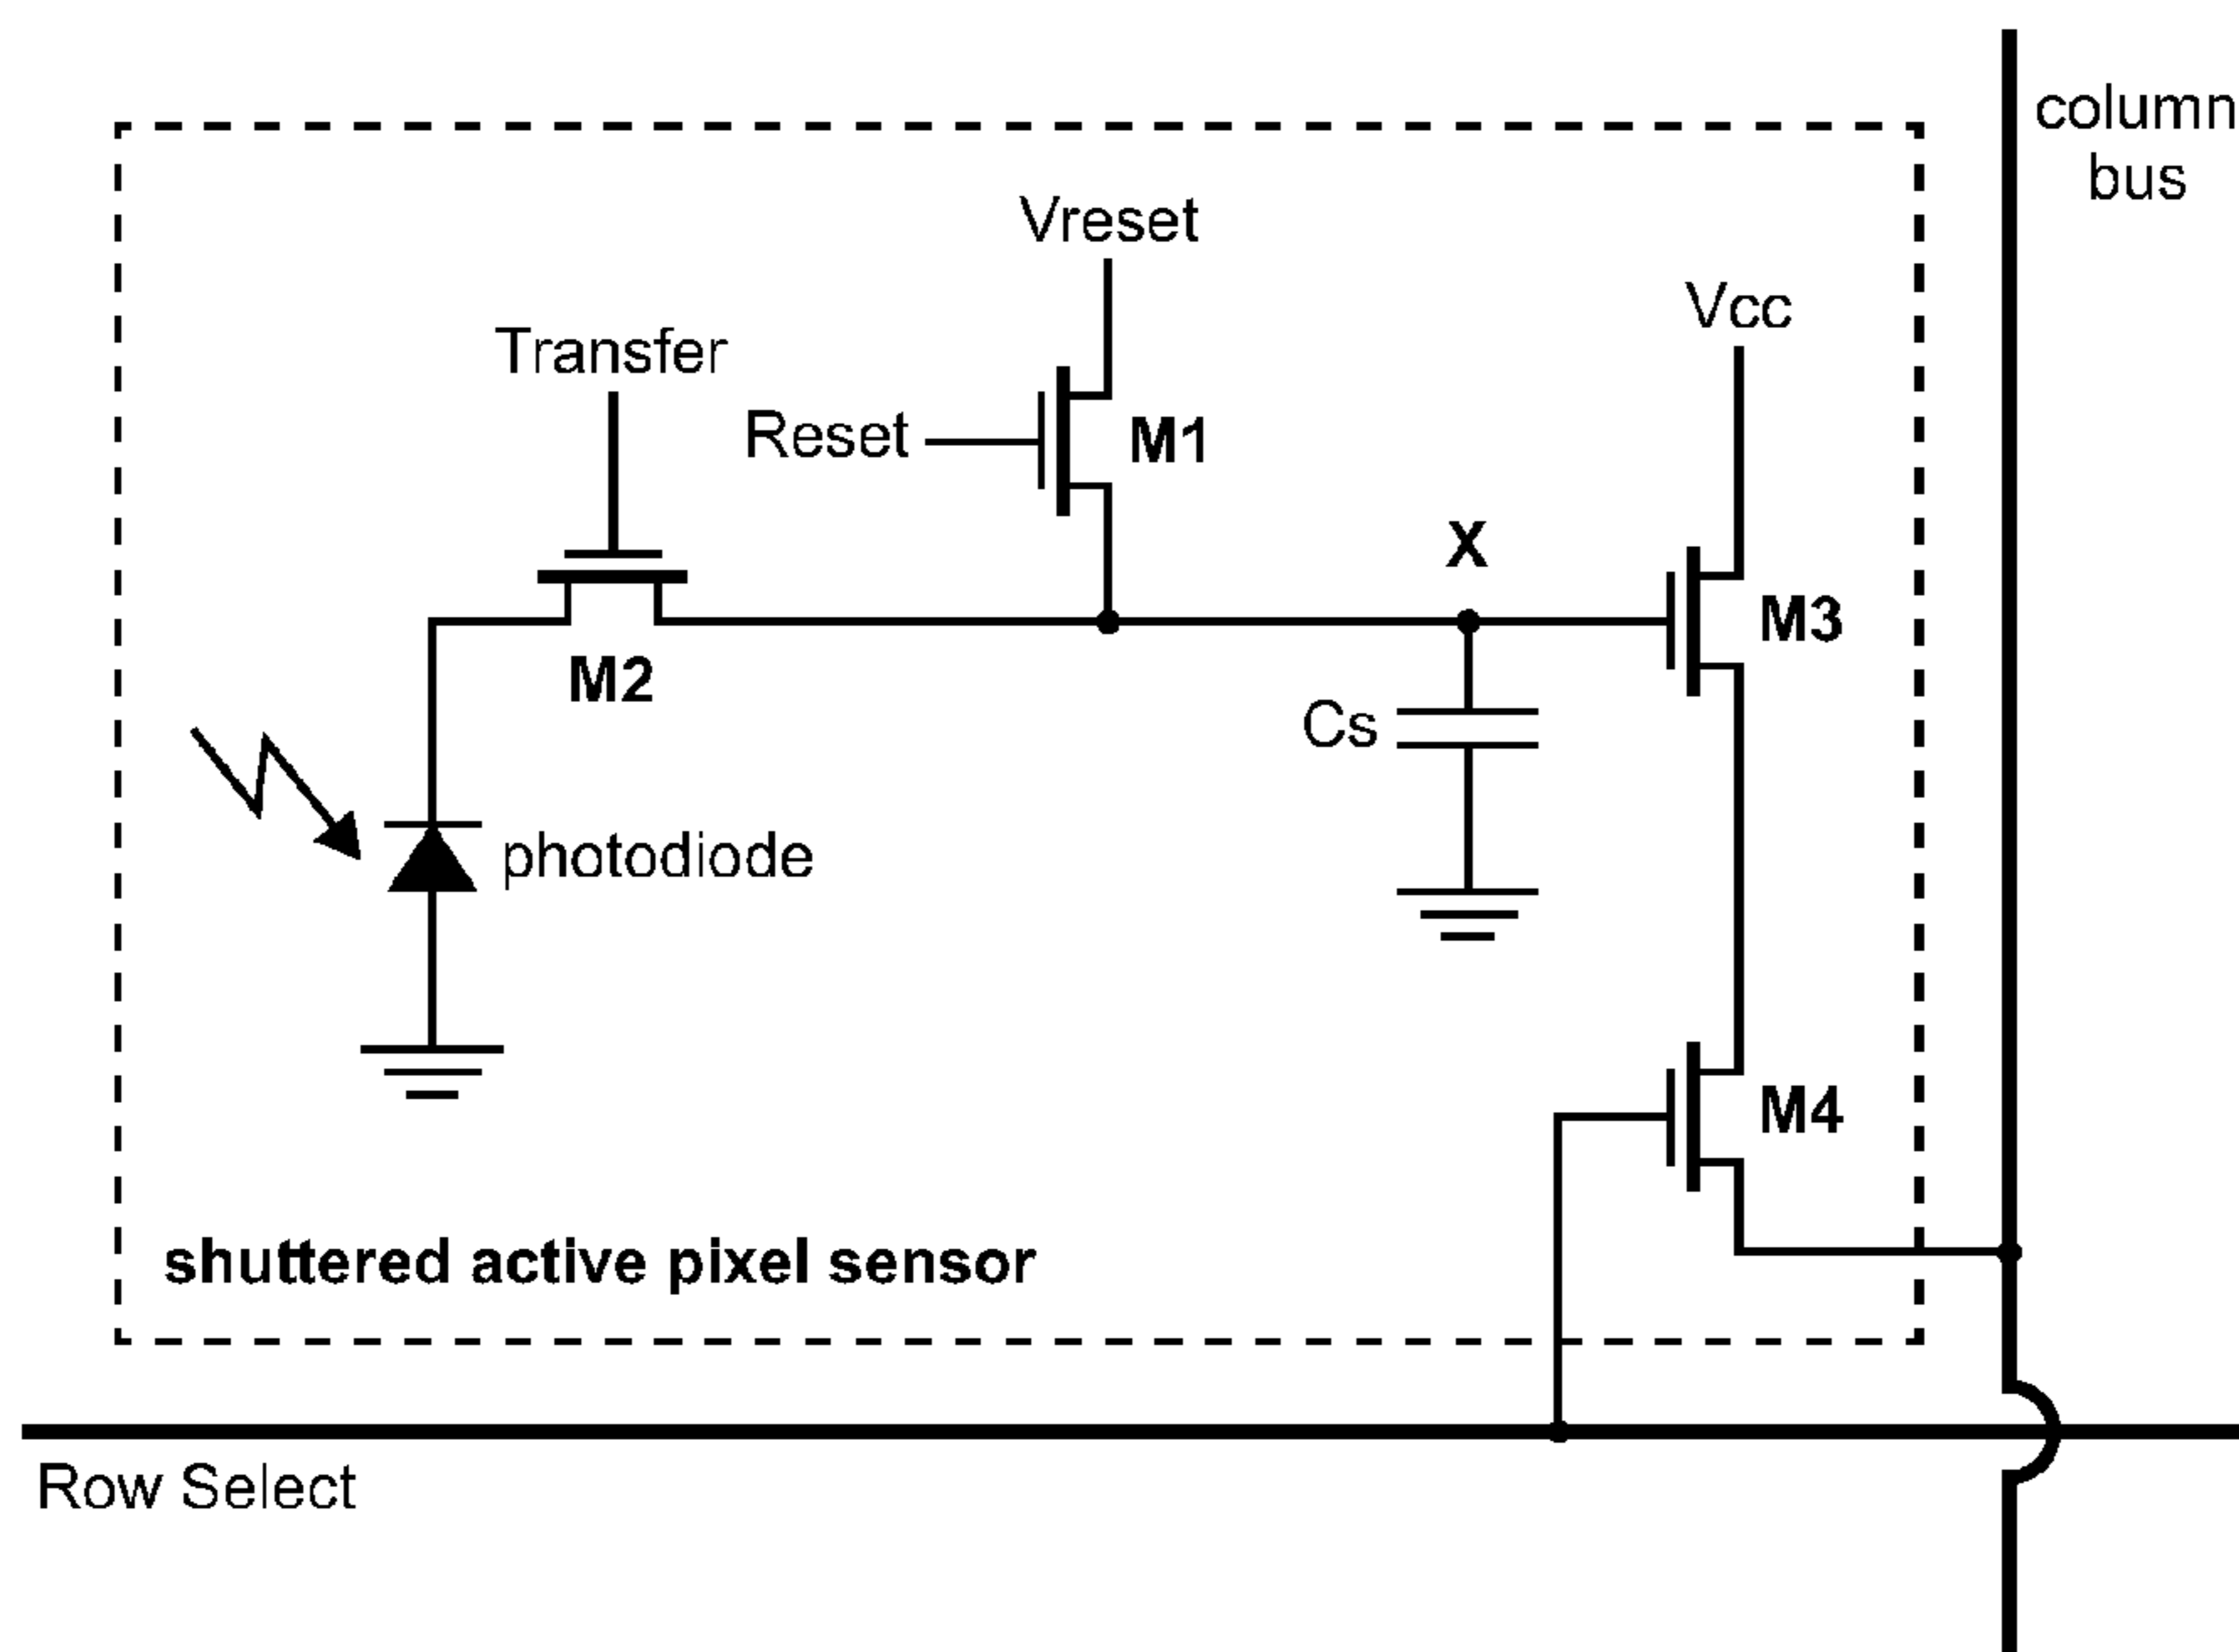 column
bus
Vreset
Vcc
Transfer
Reset
M1
X
M3
M2
Cs
photodiode
M4
shuttered active pixel sensor
Row Select